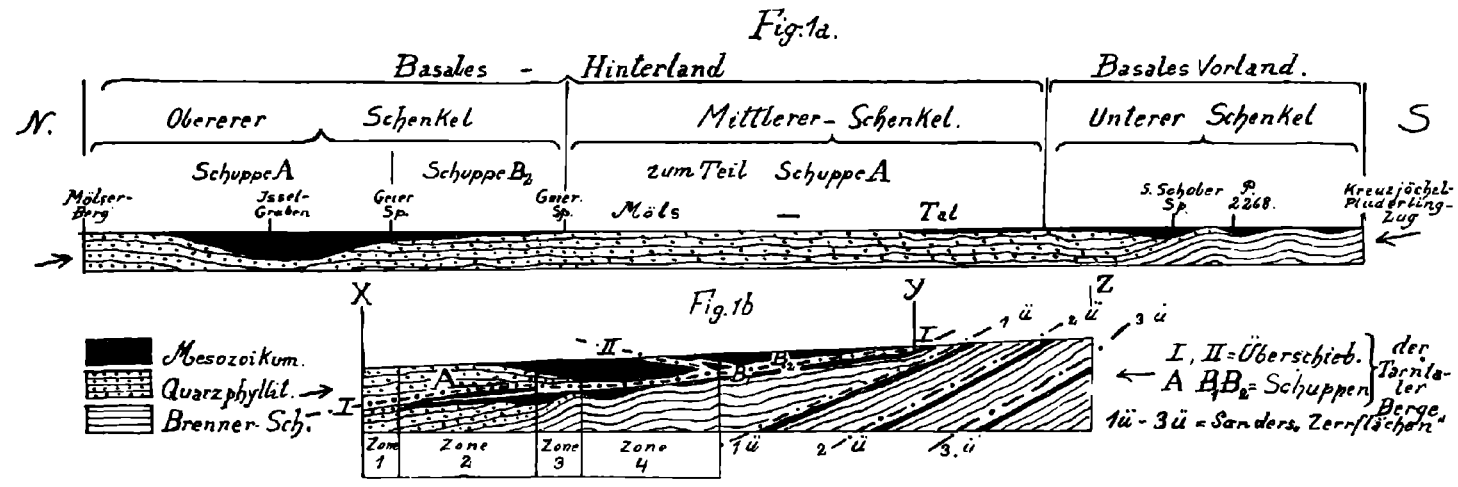 Fig.1a.
Basales - Hinterland Basales Vorland.
N. Obererer Schenkel Mittlerer-Schenkel. Unterer Schenkel S
Schuppe A Schuppe B2 zum Teil Schuppe A
Mölser-Berg Issel-Graben Geier Sp. Geier. Sp. Möls - Tal S. Schober Sp. P. 2268. Kreuzjöchel-Pluderling-Zug
X Fig.1b Y Z
1 ü 2 ü 3 ü
II I
Mesozoikum. B2 I, II = Überschieb.
A B1
Quarzphyllit. A B1B2 = Schuppen
der Tarntaler Berge
I
Brenner-Sch. 1ü-3ü = Sanders "Zerrflächen"
Zone 1 Zone 2 Zone 3 Zone 4 1ü 2 ü 3. ü